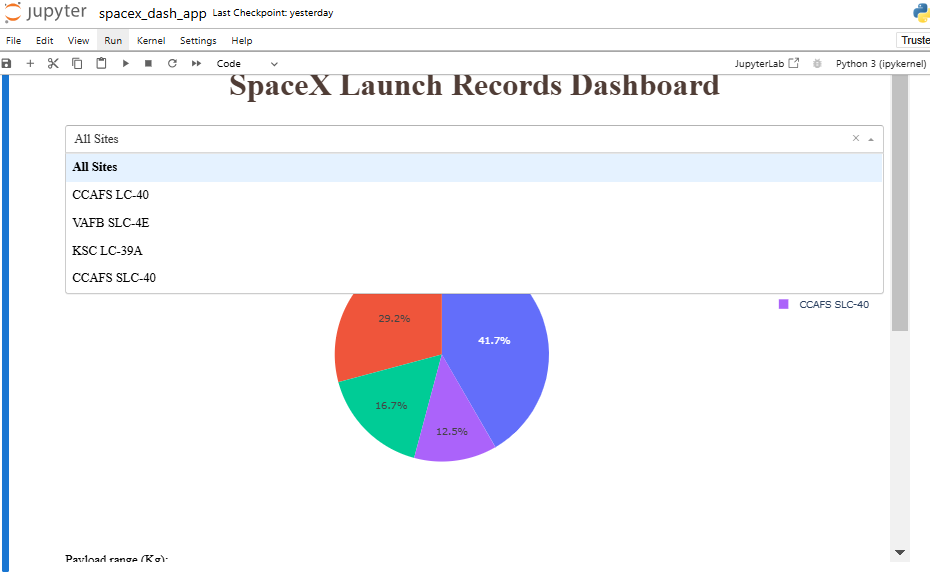 jupyter spacex_dash_app Last Checkpoint: yesterday
File Edit View Run Kernel Settings Help Truste
Code JupyterLab Python 3 (ipykernel)
SpaceX Launch Records Dashboard
All Sites
All Sites
CCAFS LC-40
VAFB SLC-4E
KSC LC-39A
CCAFS SLC-40
CCAFS SLC-40
29.2%
41.7%
16.7%
12.5%
Payload range (Kg):